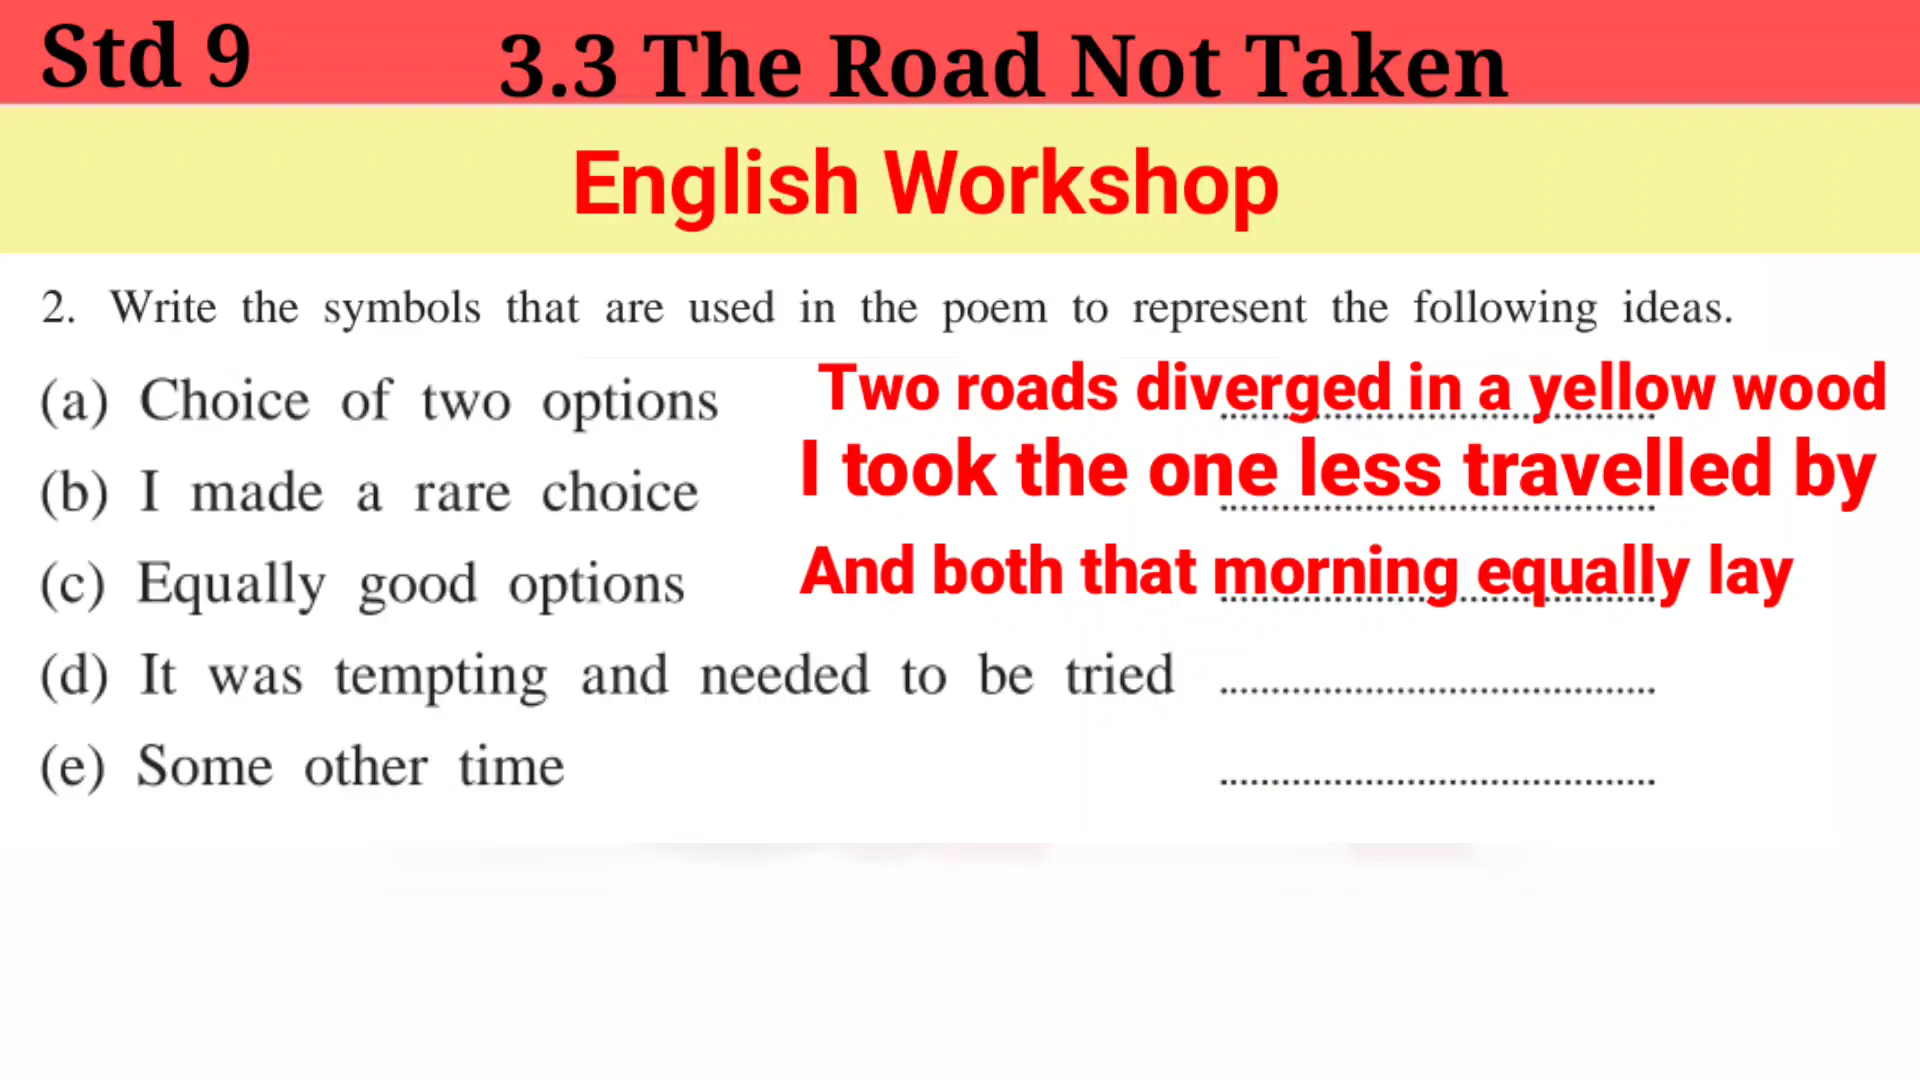 Std 9 3.3 The Road Not Taken
English Workshop
2. Write the symbols that are used in the poem to represent the following ideas.
(a) Choice of two options Two roads diverged in a yellow wood
(b) I made a rare choice I took the one less travelled by
(c) Equally good options And both that morning equally lay
(d) It was tempting and needed to be tried ..........................................
(e) Some other time ..........................................